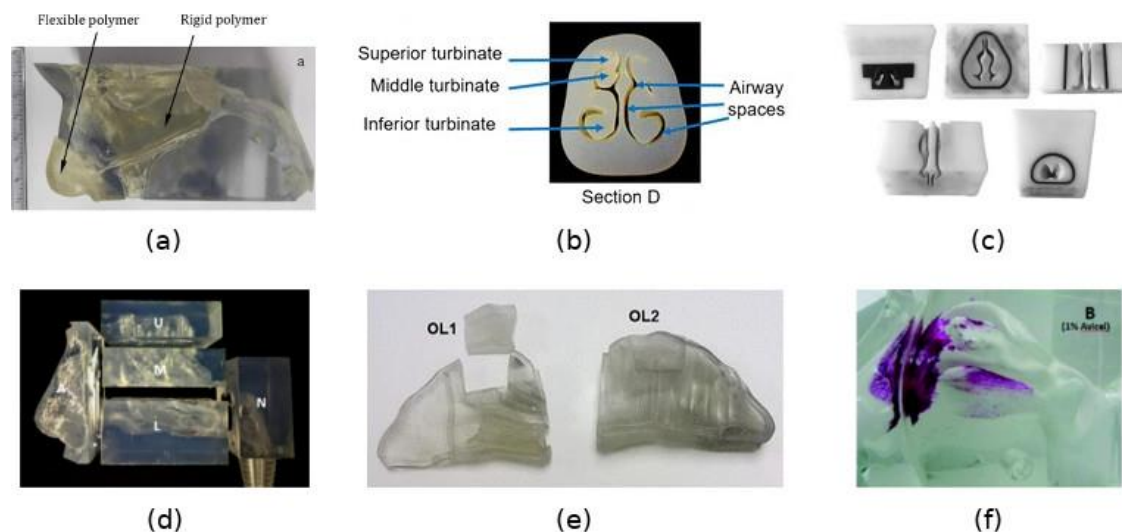 Flexible polymer
Rigid polymer
a
(a)
Superior turbinate
Middle turbinate
Inferior turbinate
Airway
spaces
Section D
(b)
(c)
U
A
M
L
N
(d)
OL1
OL2
(e)
B
(1% Avicel)
(f)